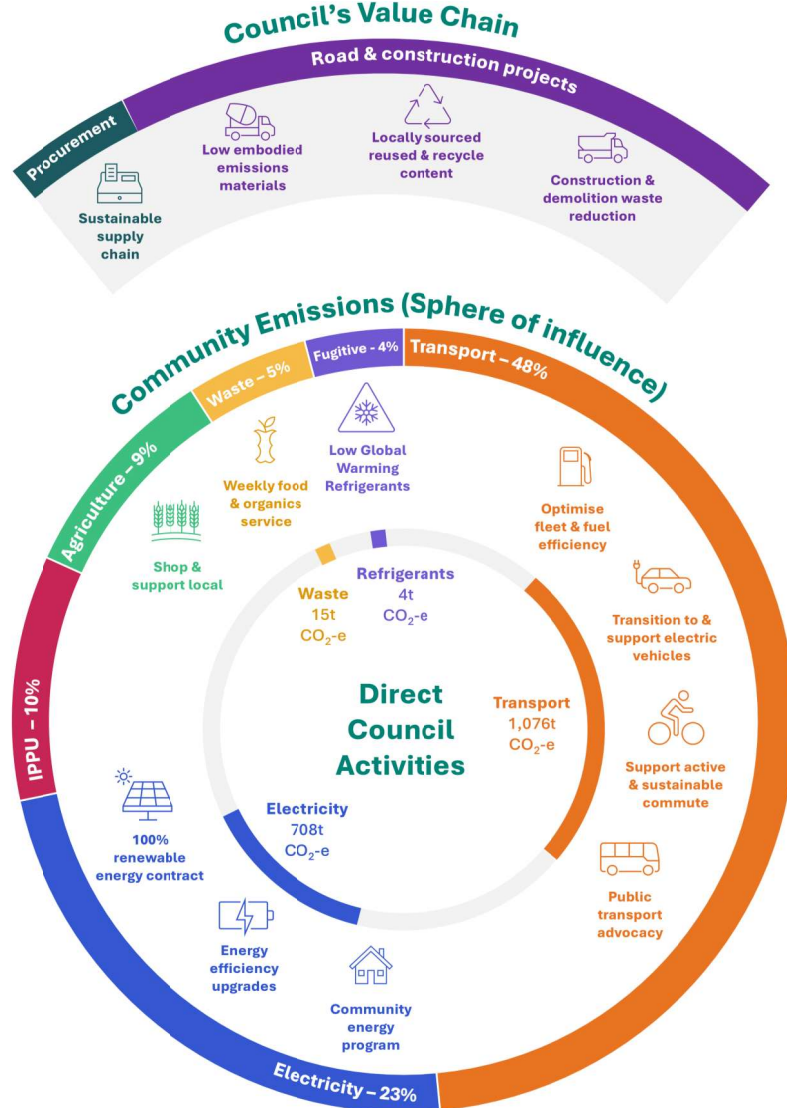 Council's Value Chain
Procurement
Road & construction projects
Sustainable
supply
chain
Low embodied
emissions
materials
Locally sourced
reused & recycle
content
Construction &
demolition waste
reduction
Community Emissions (Sphere of influence)
Agriculture – 9%
Waste – 5%
Fugitive - 4%
Transport – 48%
Shop &
support local
Weekly food
& organics
service
Low Global
Warming
Refrigerants
Optimise
fleet & fuel
efficiency
Transition to &
support electric
vehicles
Support active
& sustainable
commute
Public
transport
advocacy
Waste
15t
CO₂-e
Refrigerants
4t
CO₂-e
Direct
Council
Activities
Transport
1,076t
CO₂-e
Electricity
708t
CO₂-e
IPPU – 10%
100%
renewable
energy contract
Energy
efficiency
upgrades
Community
energy
program
Electricity – 23%